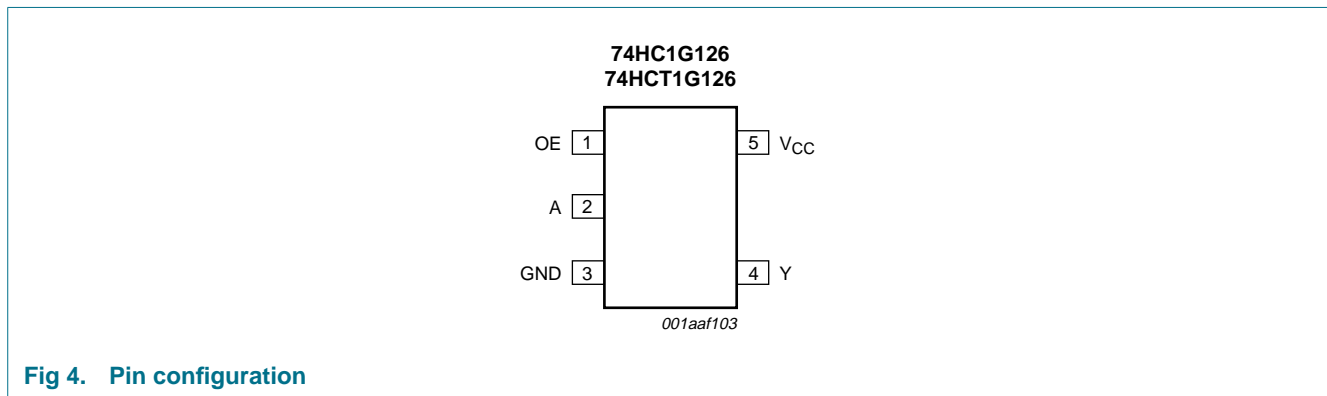 74HC1G126
74HCT1G126
OE 1 5 VCC
A 2
GND 3 4 Y
001aaf103
Fig 4. Pin configuration